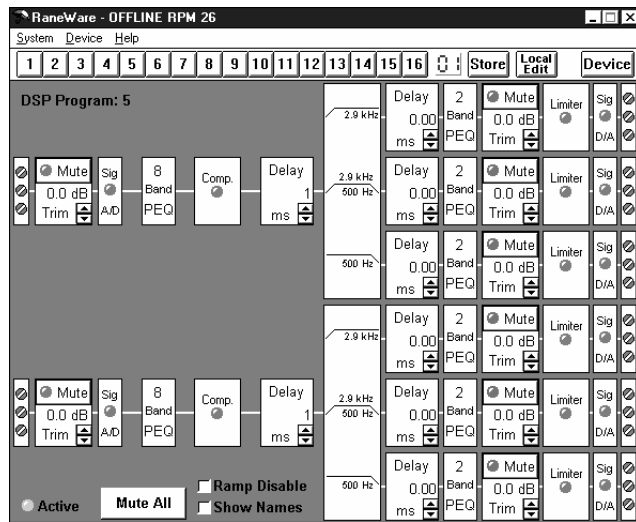 RaneWare - OFFLINE RPM 26
System Device Help
1 2 3 4 5 6 7 8 9 10 11 12 13 14 15 16 01 Store Local Edit Device
DSP Program: 5
2.9 kHz
Delay 0.00 ms
2 Band PEQ
Mute 0.0 dB Trim
Limiter
Sig D/A
Mute 0.0 dB Trim
Sig A/D
8 Band PEQ
Comp.
Delay 1 ms
2.9 kHz
500 Hz
Delay 0.00 ms
2 Band PEQ
Mute 0.0 dB Trim
Limiter
Sig D/A
500 Hz
Delay 0.00 ms
2 Band PEQ
Mute 0.0 dB Trim
Limiter
Sig D/A
2.9 kHz
Delay 0.00 ms
2 Band PEQ
Mute 0.0 dB Trim
Limiter
Sig D/A
Mute 0.0 dB Trim
Sig A/D
8 Band PEQ
Comp.
Delay 1 ms
2.9 kHz
500 Hz
Delay 0.00 ms
2 Band PEQ
Mute 0.0 dB Trim
Limiter
Sig D/A
500 Hz
Delay 0.00 ms
2 Band PEQ
Mute 0.0 dB Trim
Limiter
Sig D/A
Active
Mute All
Ramp Disable
Show Names